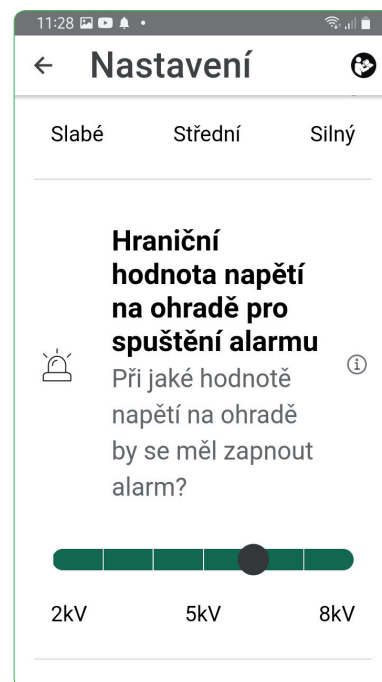 11:28
Nastavení
Slabé Střední Silný
Hraniční
hodnota napětí
na ohradě pro
spuštění alarmu
Při jaké hodnotě
napětí na ohradě
by se měl zapnout
alarm?
2kV 5kV 8kV